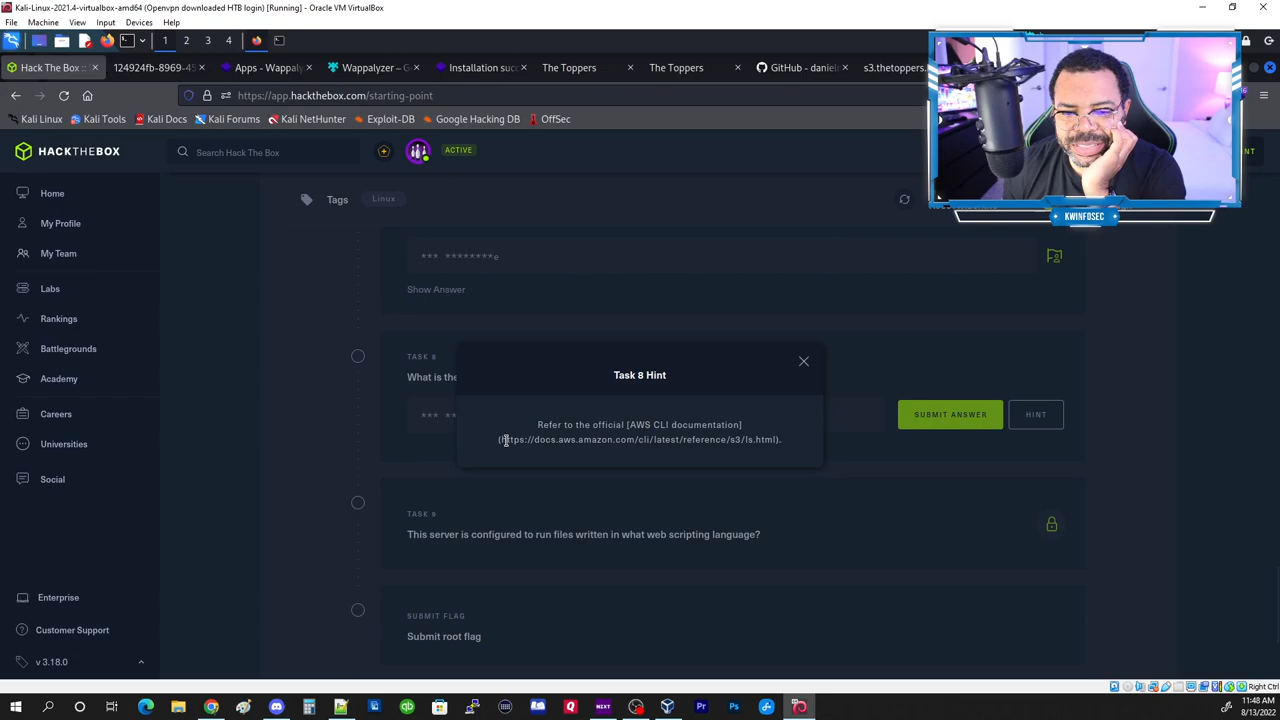 Kali-Linux-2021.4-virtualbox-amd64 (Openvpn downloaded HTB login) [Running] - Oracle VM VirtualBox
File Machine View Input Devices Help
1 2 3 4
Hack The Box :: 124924fb-8969-45 Apps - Wappaly Wappalyzer – G Installation su The Toppers The Toppers GitHub - daniel s3.thetoppers.
https://app.hackthebox.com/starting-point
Kali Linux Kali Tools Kali Docs Kali Forums Kali NetHunter Exploit-DB Google Hacking DB OffSec
HACKTHEBOX
Search Hack The Box
ACTIVE
NT
KWINFOSEC
Tags Linux
Home
My Profile
My Team
Labs
Rankings
Battlegrounds
Academy
Careers
Universities
Social
Enterprise
Customer Support
v 3.18.0
*** ********e
Show Answer
TASK 8
What is the
*** **
SUBMIT ANSWER HINT
Task 8 Hint
Refer to the official [AWS CLI documentation]
(https://docs.aws.amazon.com/cli/latest/reference/s3/ls.html).
TASK 9
This server is configured to run files written in what web scripting language?
SUBMIT FLAG
Submit root flag
Right Ctrl
11:48 AM
8/13/2022